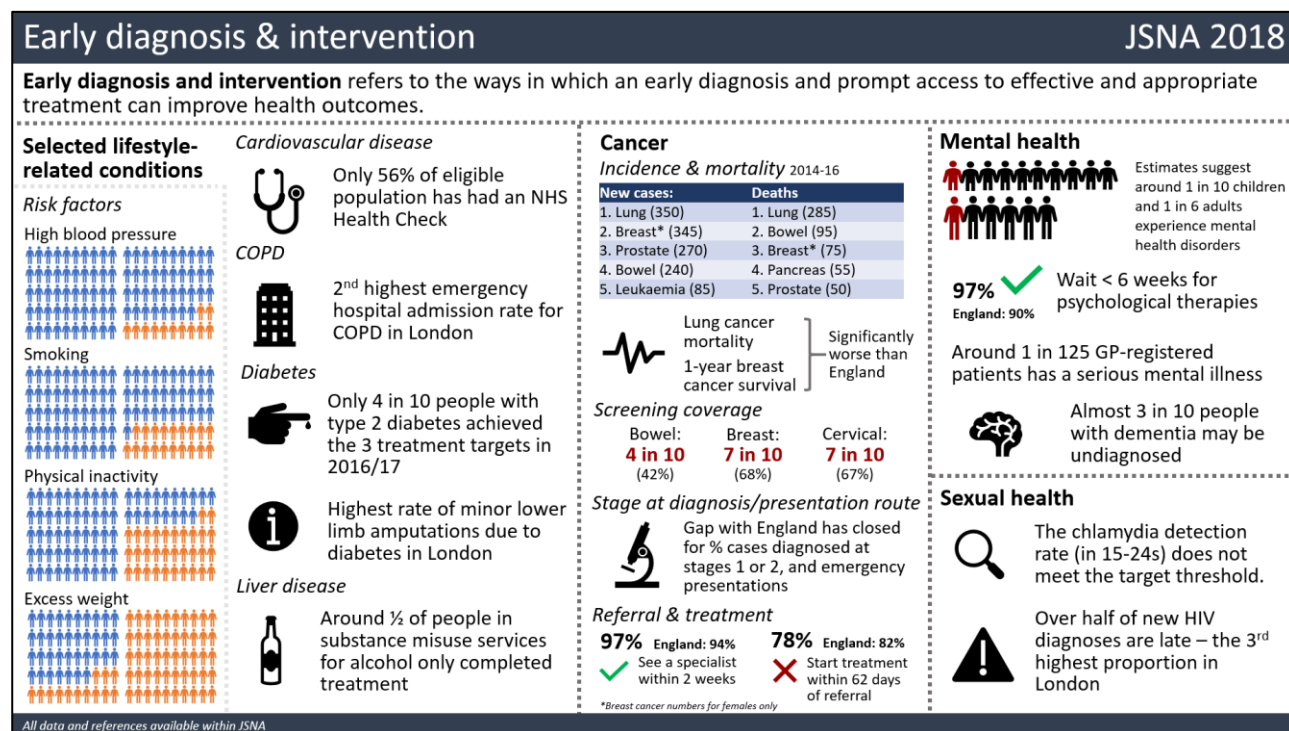 Early diagnosis & intervention
JSNA 2018
Early diagnosis and intervention refers to the ways in which an early diagnosis and prompt access to effective and appropriate
treatment can improve health outcomes.
Selected lifestyle-
related conditions
Risk factors
High blood pressure
Smoking
Physical inactivity
Excess weight
Cardiovascular disease
Only 56% of eligible
population has had an NHS
Health Check
COPD
2nd highest emergency
hospital admission rate for
COPD in London
Diabetes
Only 4 in 10 people with
type 2 diabetes achieved
the 3 treatment targets in
2016/17
Highest rate of minor lower
limb amputations due to
diabetes in London
Liver disease
Around ½ of people in
substance misuse services
for alcohol only completed
treatment
Cancer
Incidence & mortality 2014-16
New cases: Deaths
1. Lung (350) 1. Lung (285)
2. Breast* (345) 2. Bowel (95)
3. Prostate (270) 3. Breast* (75)
4. Bowel (240) 4. Pancreas (55)
5. Leukaemia (85) 5. Prostate (50)
Lung cancer
mortality
1-year breast
cancer survival
Significantly
worse than
England
Screening coverage
Bowel: Breast: Cervical:
4 in 10 7 in 10 7 in 10
(42%) (68%) (67%)
Stage at diagnosis/presentation route
Gap with England has closed
for % cases diagnosed at
stages 1 or 2, and emergency
presentations
Referral & treatment
97% England: 94%
See a specialist
within 2 weeks
78% England: 82%
Start treatment
within 62 days
of referral
*Breast cancer numbers for females only
Mental health
Estimates suggest
around 1 in 10 children
and 1 in 6 adults
experience mental
health disorders
97%
England: 90%
Wait < 6 weeks for
psychological therapies
Around 1 in 125 GP-registered
patients has a serious mental illness
Almost 3 in 10 people
with dementia may be
undiagnosed
Sexual health
The chlamydia detection
rate (in 15-24s) does not
meet the target threshold.
Over half of new HIV
diagnoses are late – the 3rd
highest proportion in
London
All data and references available within JSNA